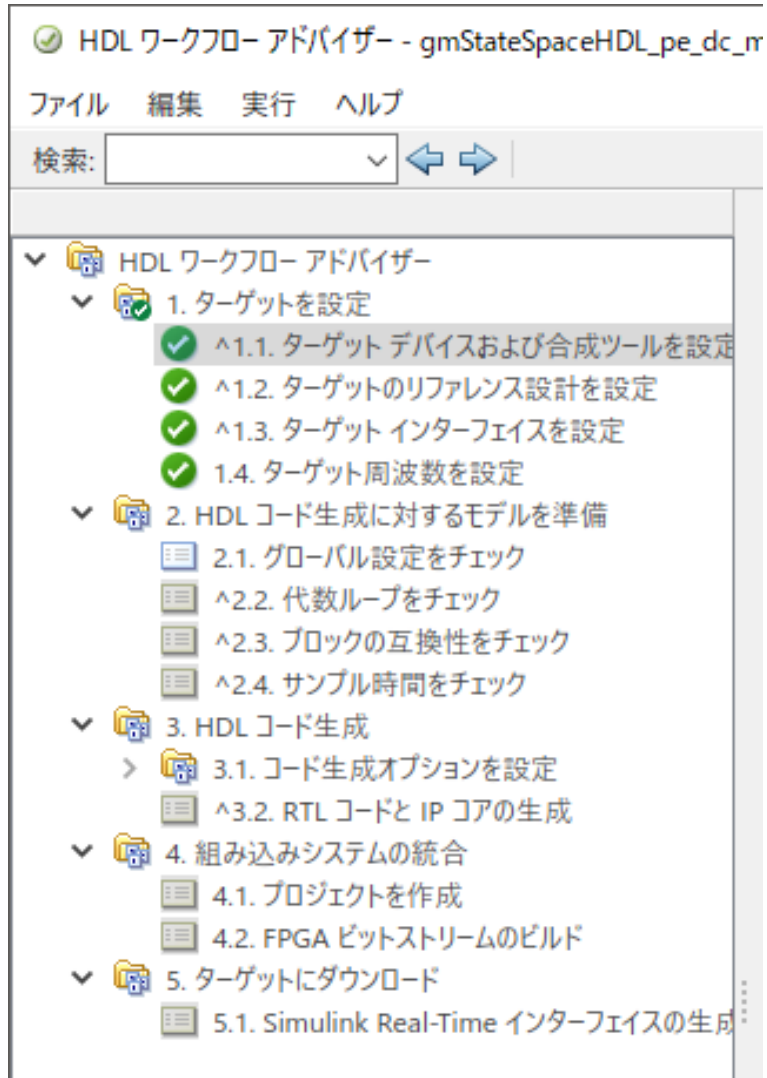 HDL ワークフロー アドバイザー - gmStateSpaceHDL_pe_dc_m
ファイル 編集 実行 ヘルプ
検索:
HDL ワークフロー アドバイザー
1. ターゲットを設定
^1.1. ターゲット デバイスおよび合成ツールを設定
^1.2. ターゲットのリファレンス設計を設定
^1.3. ターゲット インターフェイスを設定
1.4. ターゲット周波数を設定
2. HDL コード生成に対するモデルを準備
2.1. グローバル設定をチェック
^2.2. 代数ループをチェック
^2.3. ブロックの互換性をチェック
^2.4. サンプル時間をチェック
3. HDL コード生成
3.1. コード生成オプションを設定
^3.2. RTL コードと IP コアの生成
4. 組み込みシステムの統合
4.1. プロジェクトを作成
4.2. FPGA ビットストリームのビルド
5. ターゲットにダウンロード
5.1. Simulink Real-Time インターフェイスの生成